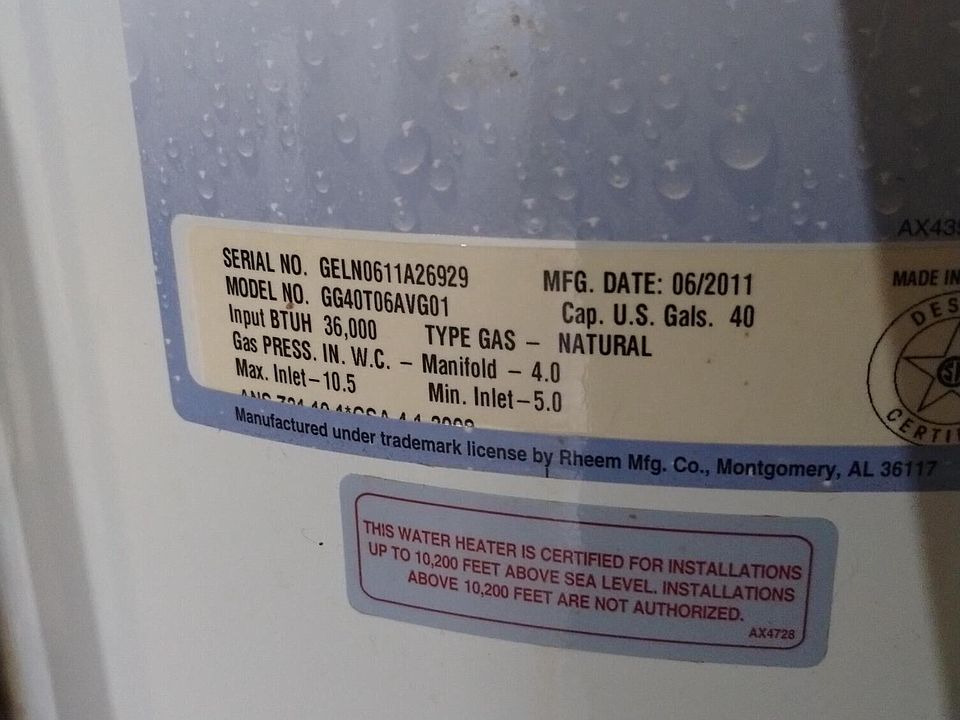 AX435
SERIAL NO. GELN0611A26929
MFG. DATE: 06/2011
MADE IN
MODEL NO. GG40T06AVG01
Cap. U.S. Gals. 40
Input BTUH 36,000 TYPE GAS – NATURAL
Gas PRESS. IN. W.C. – Manifold – 4.0
Max. Inlet–10.5 Min. Inlet–5.0
DES
CERTI
Manufactured under trademark license by Rheem Mfg. Co., Montgomery, AL 36117
THIS WATER HEATER IS CERTIFIED FOR INSTALLATIONS
UP TO 10,200 FEET ABOVE SEA LEVEL. INSTALLATIONS
ABOVE 10,200 FEET ARE NOT AUTHORIZED.
AX4728